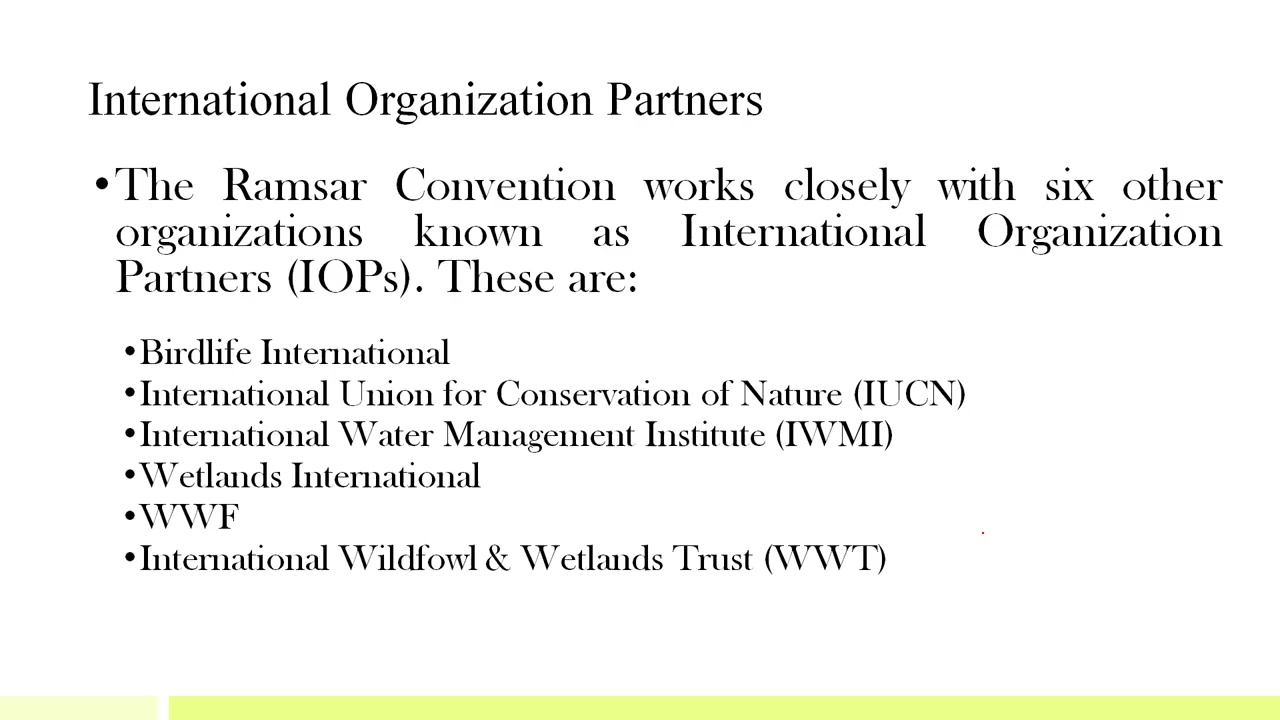 International Organization Partners
•The Ramsar Convention works closely with six other
organizations known as International Organization
Partners (IOPs). These are:
•Birdlife International
•International Union for Conservation of Nature (IUCN)
•International Water Management Institute (IWMI)
•Wetlands International
•WWF
•International Wildfowl & Wetlands Trust (WWT)